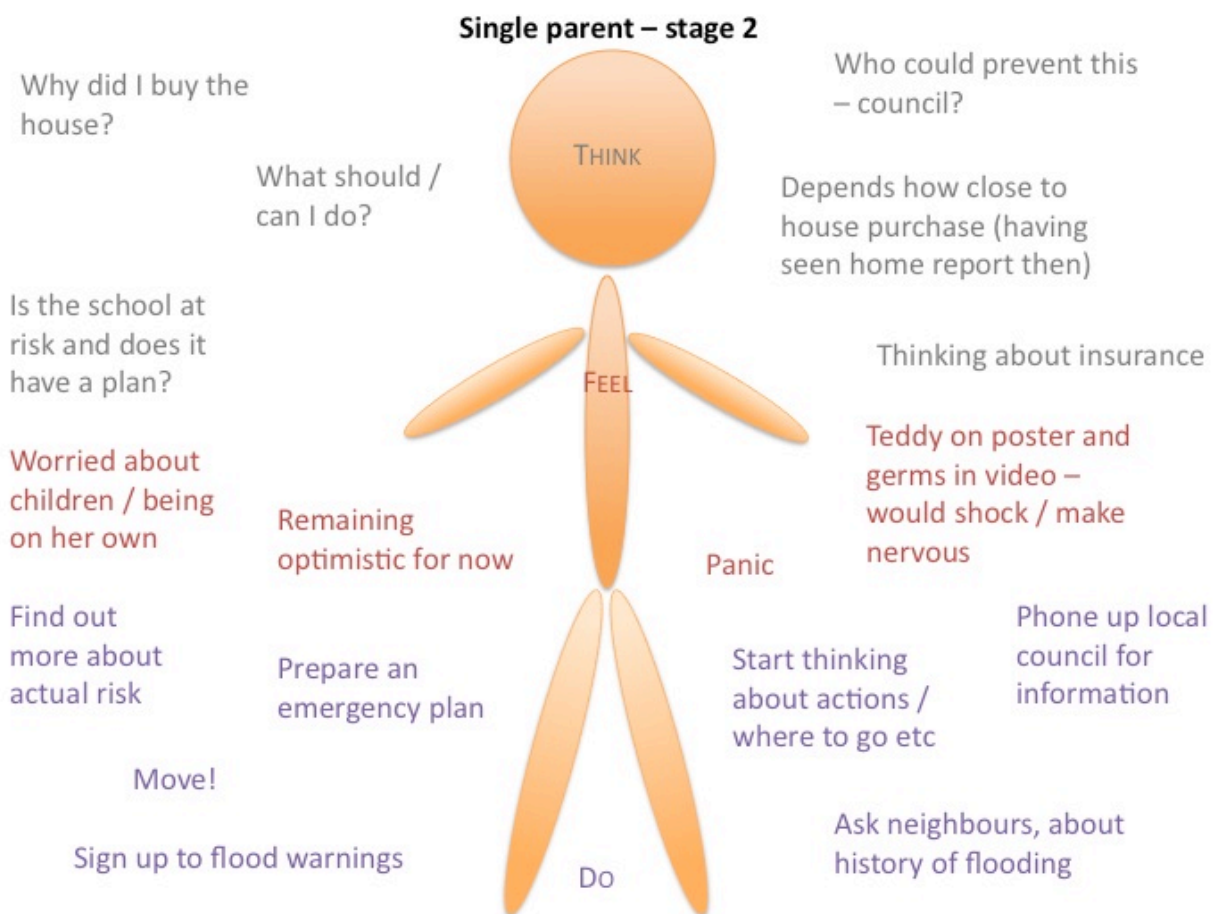 Single parent – stage 2
Why did I buy the
house?
Who could prevent this
– council?
THINK
What should /
can I do?
Depends how close to
house purchase (having
seen home report then)
Is the school at
risk and does it
have a plan?
Thinking about insurance
FEEL
Worried about
children / being
on her own
Remaining
optimistic for now
Panic
Teddy on poster and
germs in video –
would shock / make
nervous
Find out
more about
actual risk
Prepare an
emergency plan
Start thinking
about actions /
where to go etc
Phone up local
council for
information
Move!
Sign up to flood warnings
DO
Ask neighbours, about
history of flooding